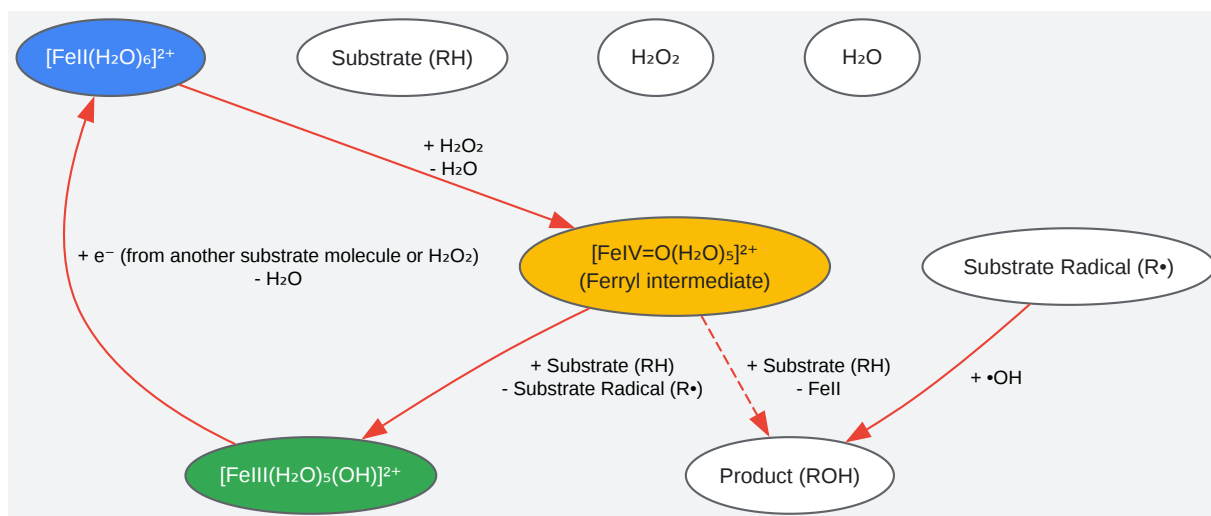 [FeII(H₂O)₆]²⁺
Substrate (RH)
H₂O₂
H₂O
+ H₂O₂
- H₂O
+ e⁻ (from another substrate molecule or H₂O₂)
- H₂O
[FeIV=O(H₂O)₅]²⁺
(Ferryl intermediate)
Substrate Radical (R•)
+ Substrate (RH)
- Substrate Radical (R•)
+ Substrate (RH)
- FeII
+ •OH
[FeIII(H₂O)₅(OH)]²⁺
Product (ROH)